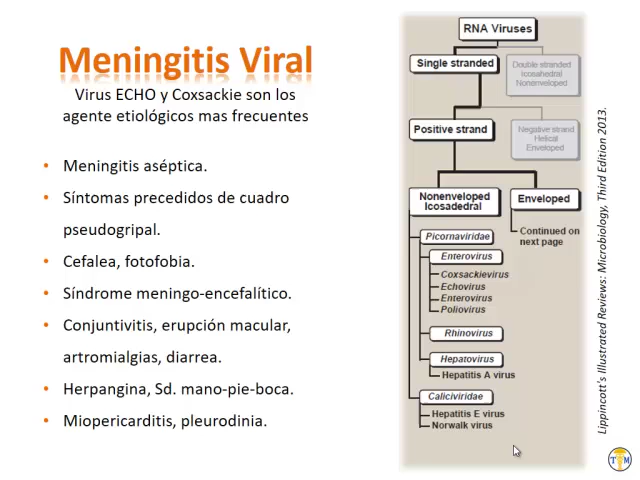 Meningitis Viral
Virus ECHO y Coxsackie son los
agente etiológicos mas frecuentes
• Meningitis aséptica.
• Síntomas precedidos de cuadro
pseudogripal.
• Cefalea, fotofobia.
• Síndrome meningo-encefalítico.
• Conjuntivitis, erupción macular,
artromialgias, diarrea.
• Herpangina, Sd. mano-pie-boca.
• Miopericarditis, pleurodinia.
RNA Viruses
Single stranded
Double stranded
Icosahedral
Nonenveloped
Positive strand
Negative strand
Helical
Enveloped
Nonenveloped
Icosadedral
Enveloped
Continued on
next page
Picornaviridae
Enterovirus
Coxsackievirus
Echovirus
Enterovirus
Poliovirus
Rhinovirus
Hepatovirus
Hepatitis A virus
Caliciviridae
Hepatitis E virus
Norwalk virus
Lippincott's Illustrated Reviews: Microbiology, Third Edition 2013.
T M